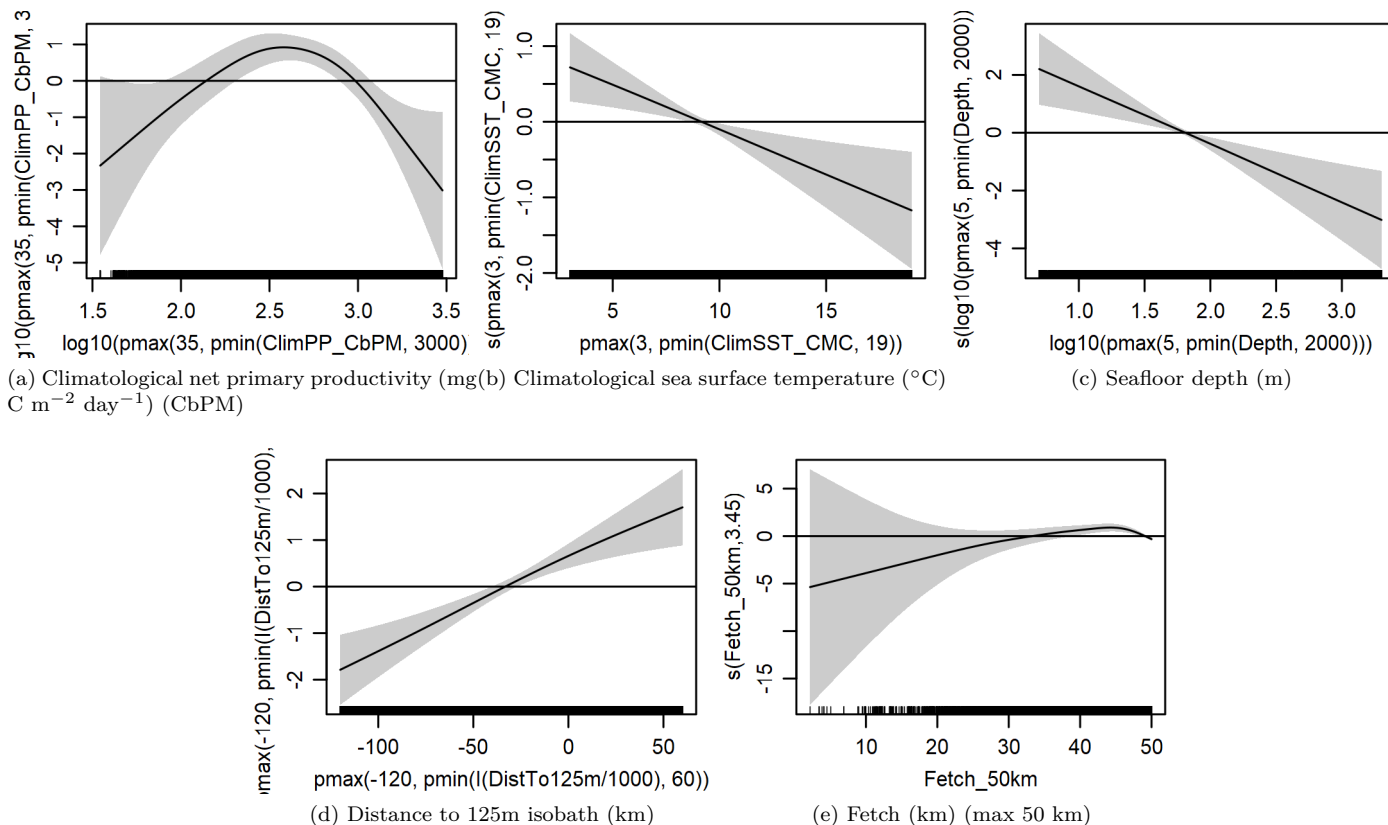 g10(pmax(35, pmin(ClimPP_CbPM, 3
1
0
-1
-2
-3
-4
-5
1.5 2.0 2.5 3.0 3.5
log10(pmax(35, pmin(ClimPP_CbPM, 3000)
(a) Climatological net primary productivity (mg
C m−2 day−1) (CbPM)
s(pmax(3, pmin(ClimSST_CMC, 19)
1.0
0.0
-1.0
-2.0
5 10 15
pmax(3, pmin(ClimSST_CMC, 19))
(b) Climatological sea surface temperature (°C)
s(log10(pmax(5, pmin(Depth, 2000))
2
0
-2
-4
1.0 1.5 2.0 2.5 3.0
log10(pmax(5, pmin(Depth, 2000)))
(c) Seafloor depth (m)
pmax(-120, pmin(I(DistTo125m/1000),
2
1
0
-1
-2
-100 -50 0 50
pmax(-120, pmin(I(DistTo125m/1000), 60))
(d) Distance to 125m isobath (km)
s(Fetch_50km,3.45)
5
0
-5
-15
10 20 30 40 50
Fetch_50km
(e) Fetch (km) (max 50 km)